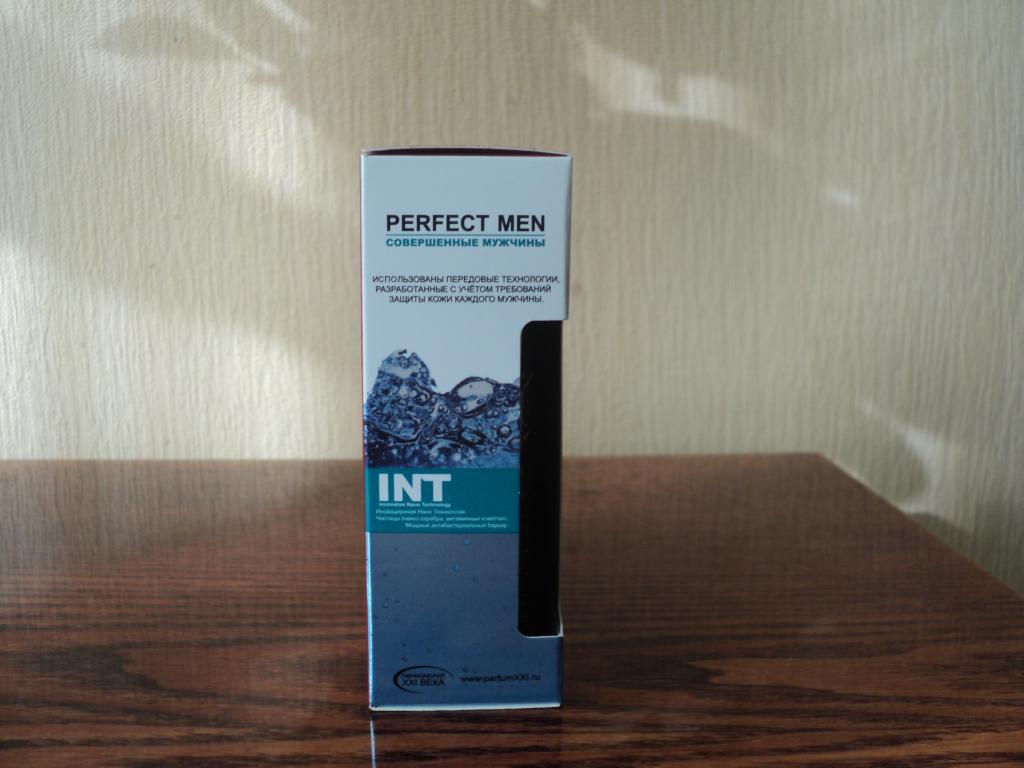 PERFECT MEN
СОВЕРШЕННЫЕ МУЖЧИНЫ
ИСПОЛЬЗОВАНЫ ПЕРЕДОВЫЕ ТЕХНОЛОГИИ,
РАЗРАБОТАННЫЕ С УЧЁТОМ ТРЕБОВАНИЙ
ЗАЩИТЫ КОЖИ КАЖДОГО МУЖЧИНЫ.
INT
Innovative Nano Technology
Инновационная Нано Технология
Частицы (нано) серебра, витаминный комплекс
Мощный антибактериальный барьер
ПАРФЮМЕРИЯ
XXI ВЕКА
www.parfumXXI.ru